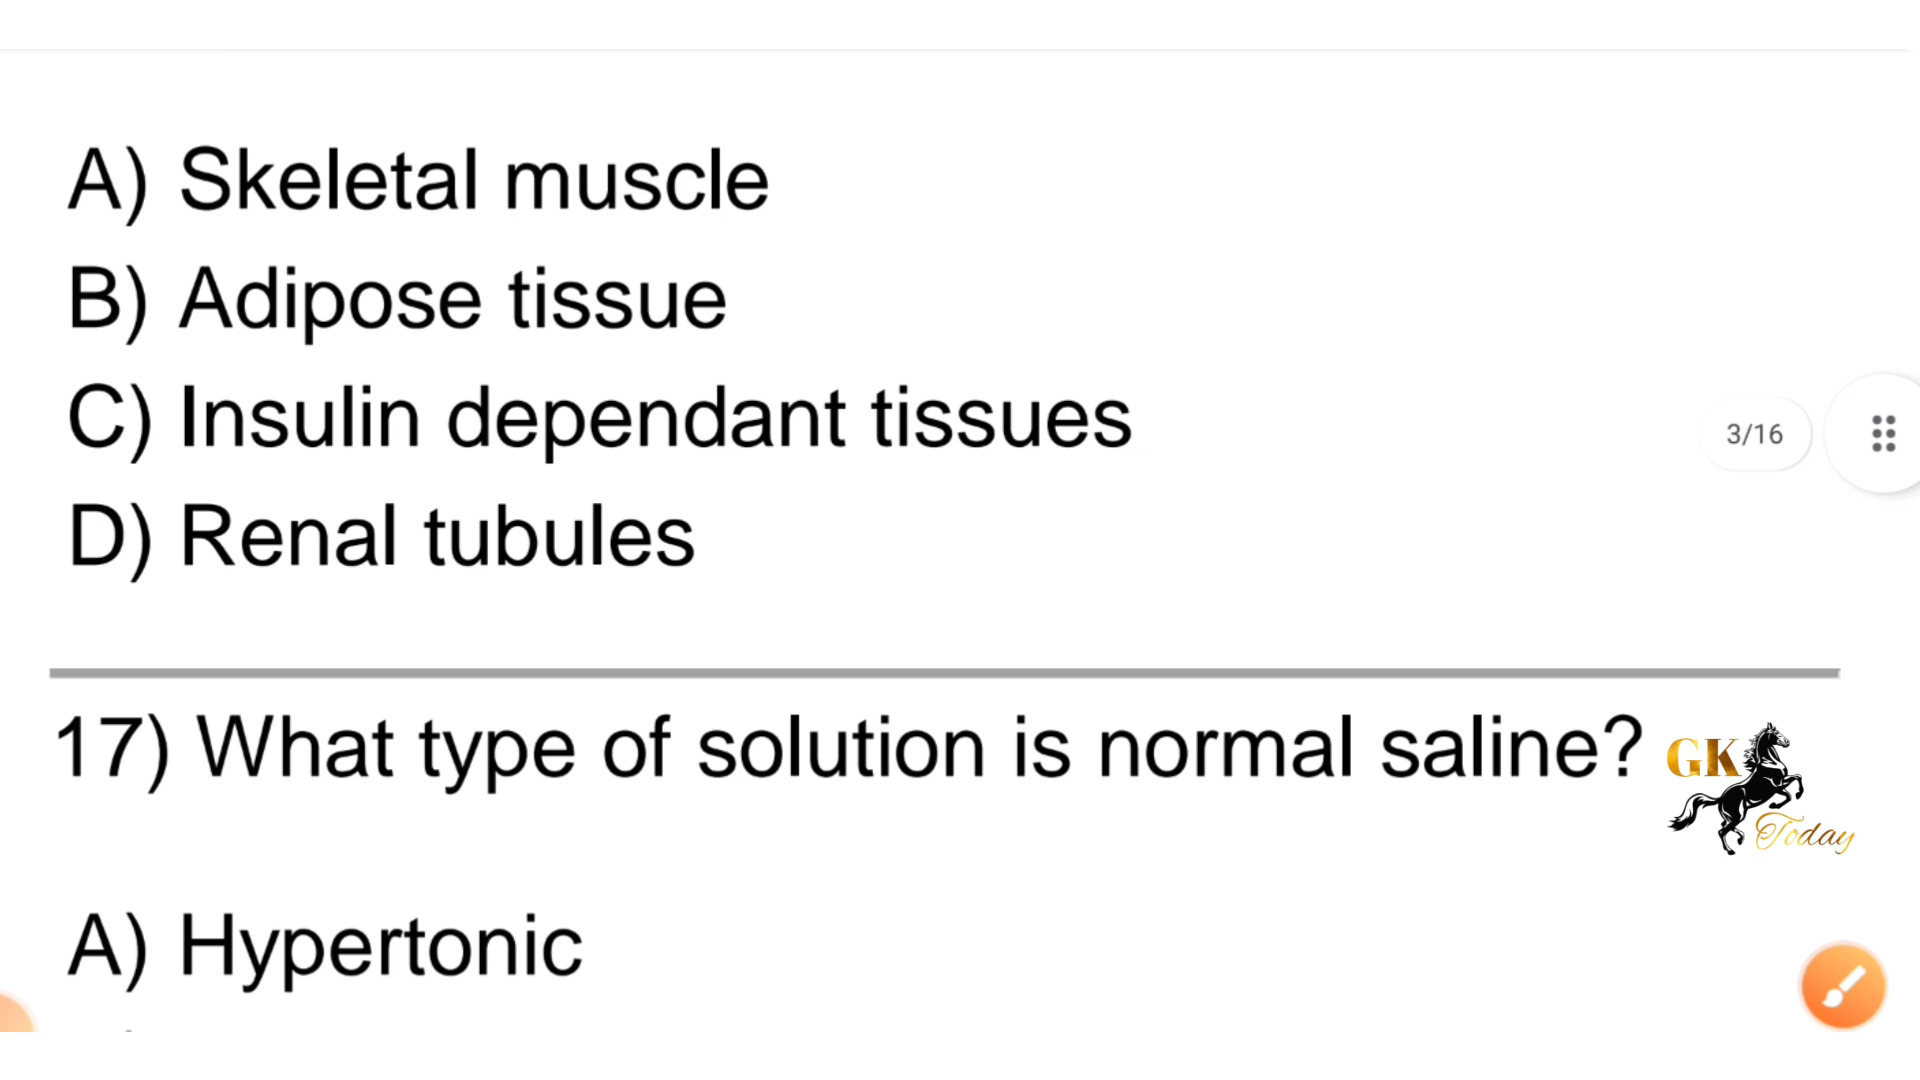 A) Skeletal muscle
B) Adipose tissue
C) Insulin dependant tissues
3/16
D) Renal tubules
17) What type of solution is normal saline?
GK
Today
A) Hypertonic